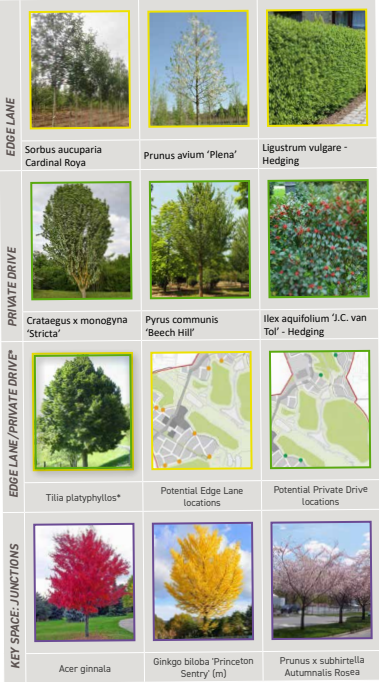 EDGE LANE
Sorbus aucuparia
Cardinal Roya
Prunus avium ‘Plena’
Ligustrum vulgare -
Hedging
PRIVATE DRIVE
Crataegus x monogyna
‘Stricta’
Pyrus communis
‘Beech Hill’
Ilex aquifolium ‘J.C. van
Tol’ - Hedging
EDGE LANE/PRIVATE DRIVE*
Tilia platyphyllos*
Potential Edge Lane
locations
Potential Private Drive
locations
KEY SPACE: JUNCTIONS
Acer ginnala
Ginkgo biloba 'Princeton
Sentry' (m)
Prunus x subhirtella
Autumnalis Rosea